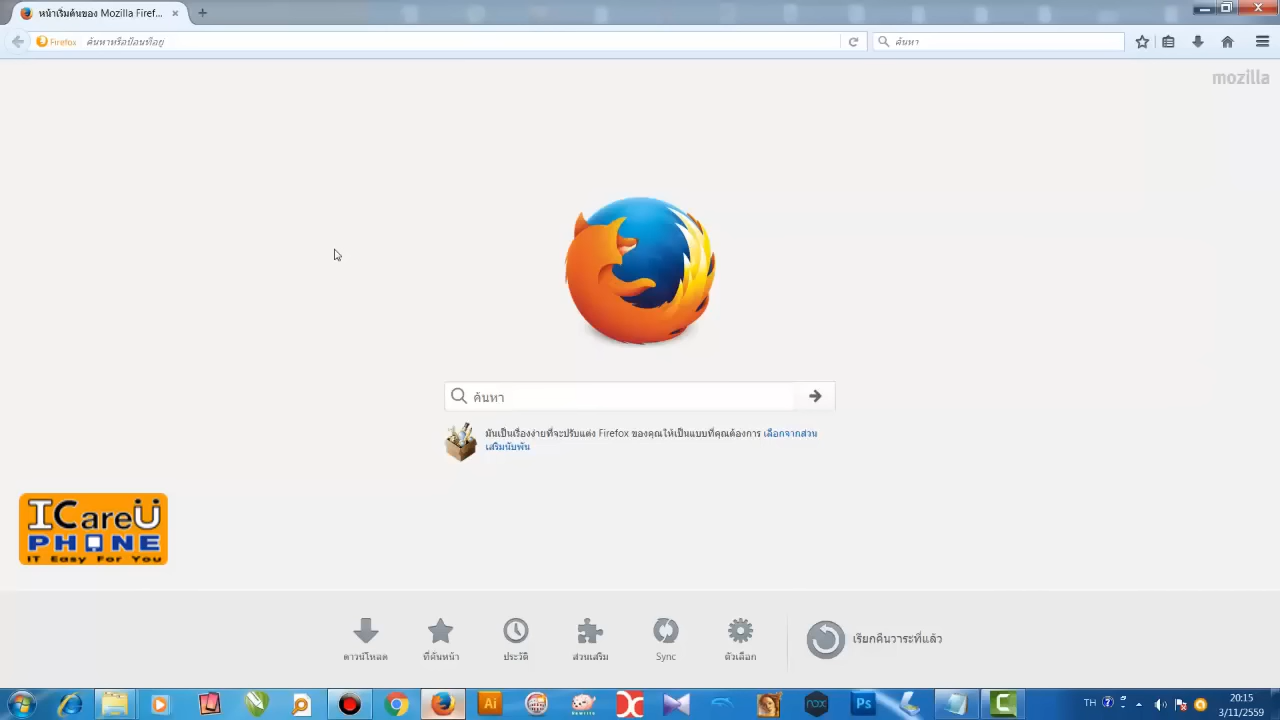 หน้าเริ่มต้นของ Mozilla Firef...
Firefox ค้นหาหรือป้อนที่อยู่
ค้นหา
mozilla
ค้นหา
มันเป็นเรื่องง่ายที่จะปรับแต่ง Firefox ของคุณให้เป็นแบบที่คุณต้องการ เลือกจากส่วน
เสริมนับพัน
ICareU
PHONE
IT Easy For You
ดาวน์โหลด
ที่คั่นหน้า
ประวัติ
ส่วนเสริม
Sync
ตัวเลือก
เรียกคืนวาระที่แล้ว
Ai
nox
Ps
TH
20:15
3/11/2559